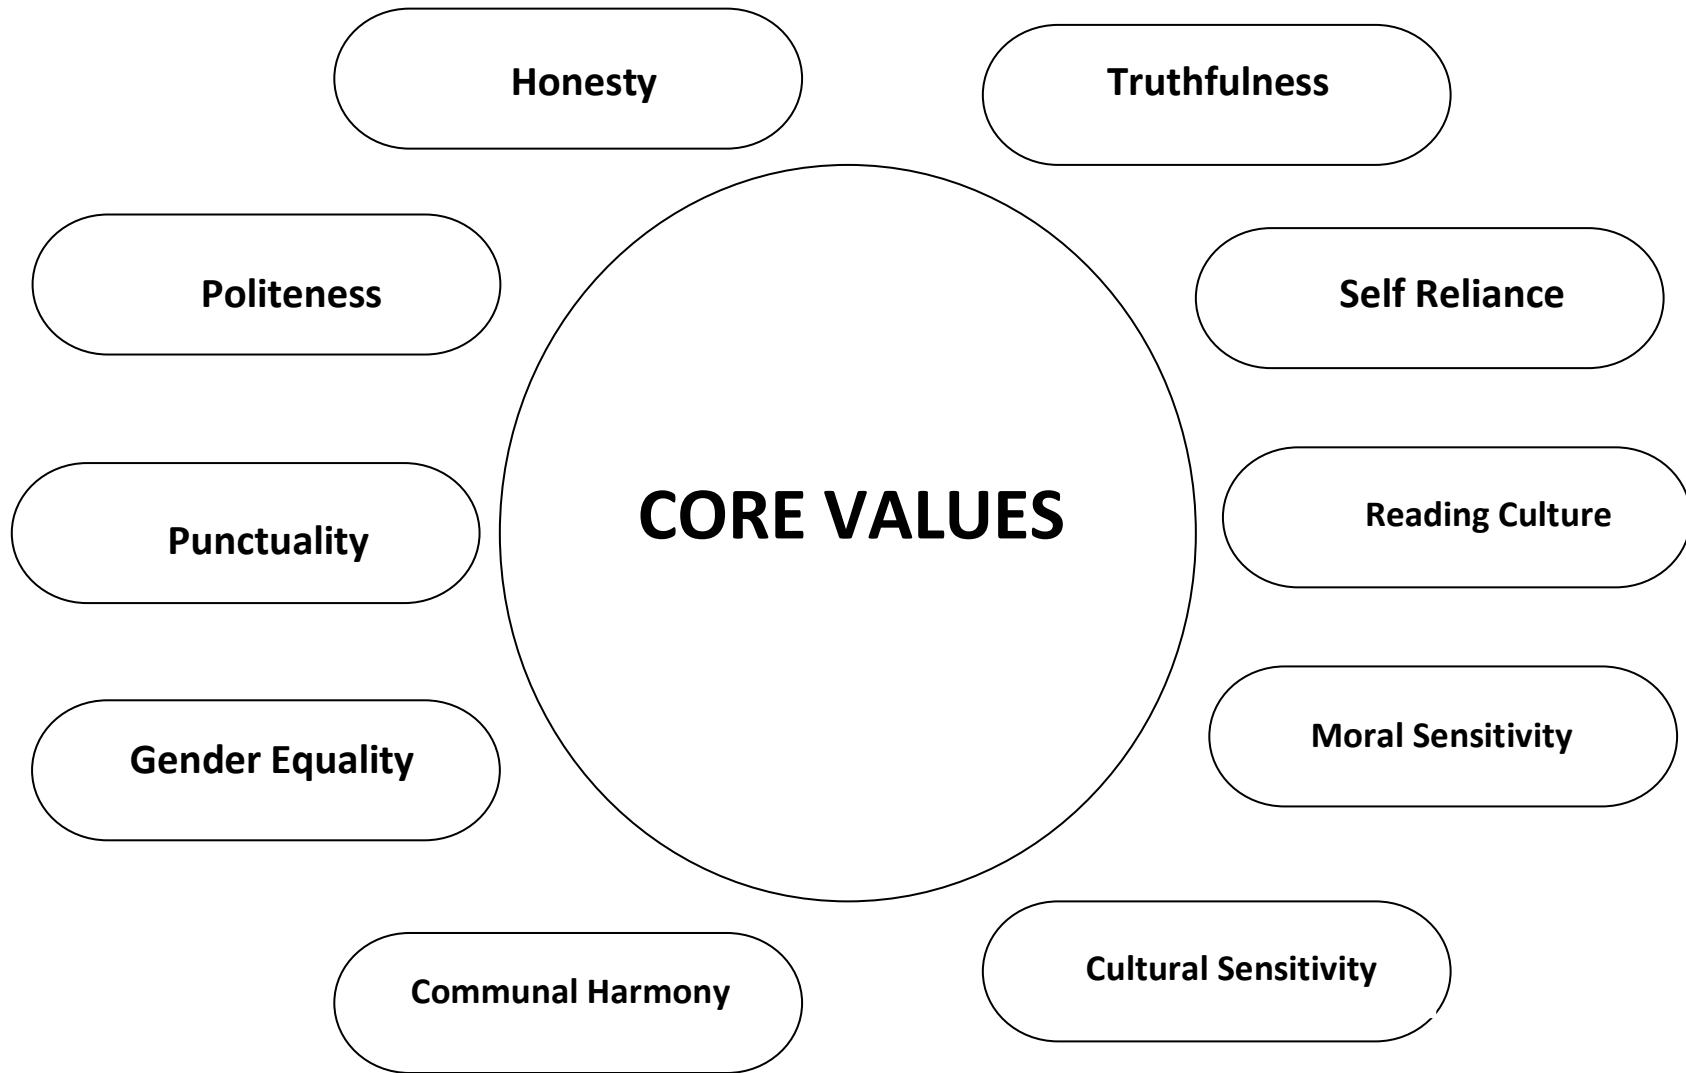 Honesty
Truthfulness
Politeness
Self Reliance
CORE VALUES
Reading Culture
Punctuality
Moral Sensitivity
Gender Equality
Cultural Sensitivity
Communal Harmony